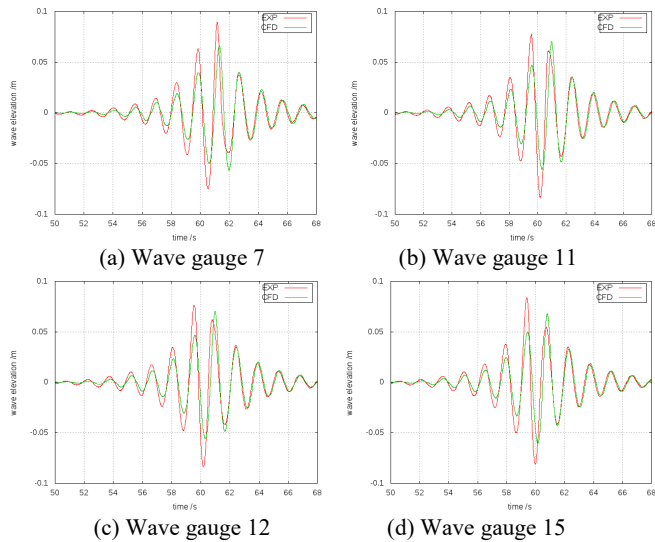 0.1
EXP
CFD
0.05
wave elevation /m
0
-0.05
-0.1
50 52 54 56 58 60 62 64 66 68
time /s
(a) Wave gauge 7
0.1
EXP
CFD
0.05
wave elevation /m
0
-0.05
-0.1
50 52 54 56 58 60 62 64 66 68
time /s
(b) Wave gauge 11
0.1
EXP
CFD
0.05
wave elevation /m
0
-0.05
-0.1
50 52 54 56 58 60 62 64 66 68
time /s
(c) Wave gauge 12
0.1
EXP
CFD
0.05
wave elevation /m
0
-0.05
-0.1
50 52 54 56 58 60 62 64 66 68
time /s
(d) Wave gauge 15